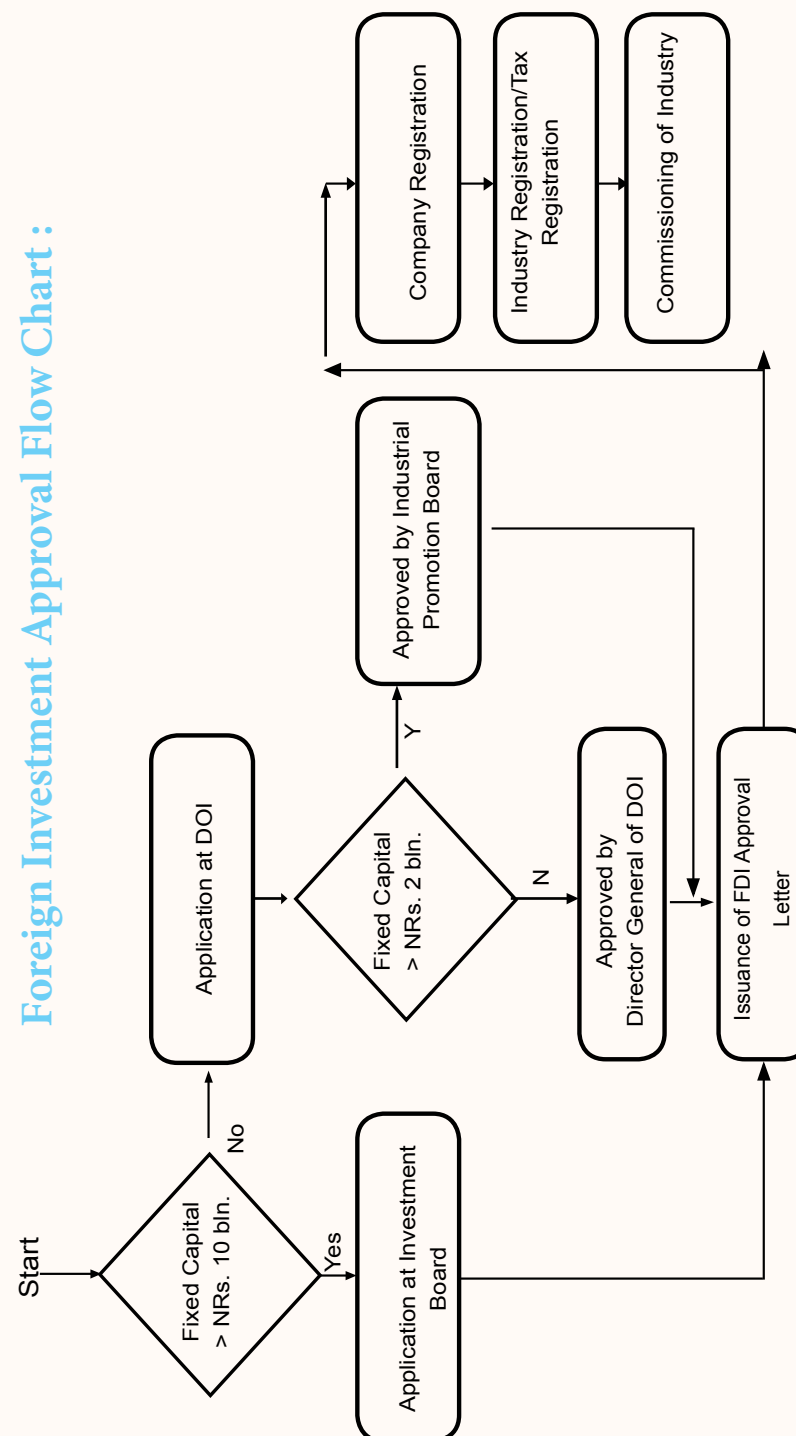 Foreign Investment Approval Flow Chart :
Start
Fixed Capital
> NRs. 10 bln.
No
Yes
Application at DOI
Application at Investment
Board
Fixed Capital
> NRs. 2 bln.
Y
N
Approved by Industrial
Promotion Board
Approved by
Director General of DOI
Issuance of FDI Approval
Letter
Company Registration
Industry Registration/Tax
Registration
Commissioning of Industry